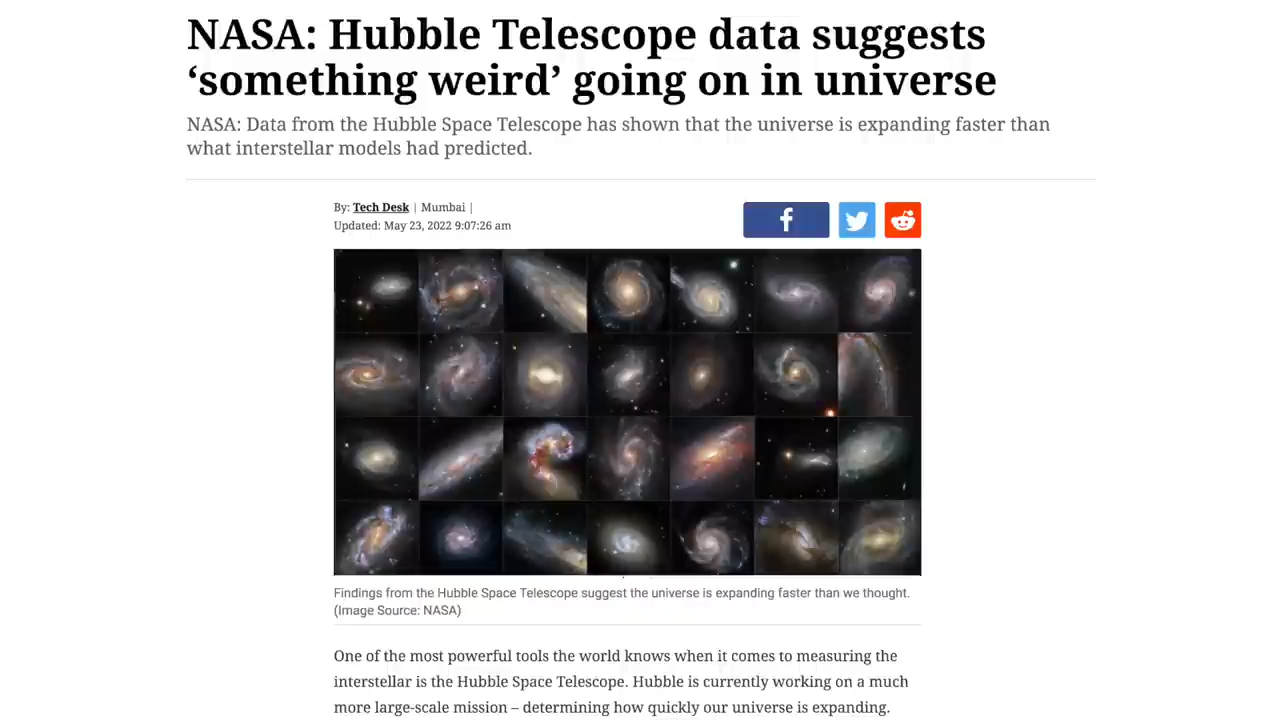 NASA: Hubble Telescope data suggests
‘something weird’ going on in universe
NASA: Data from the Hubble Space Telescope has shown that the universe is expanding faster than
what interstellar models had predicted.
By: Tech Desk | Mumbai |
Updated: May 23, 2022 9:07:26 am
Findings from the Hubble Space Telescope suggest the universe is expanding faster than we thought.
(Image Source: NASA)
One of the most powerful tools the world knows when it comes to measuring the
interstellar is the Hubble Space Telescope. Hubble is currently working on a much
more large-scale mission – determining how quickly our universe is expanding.